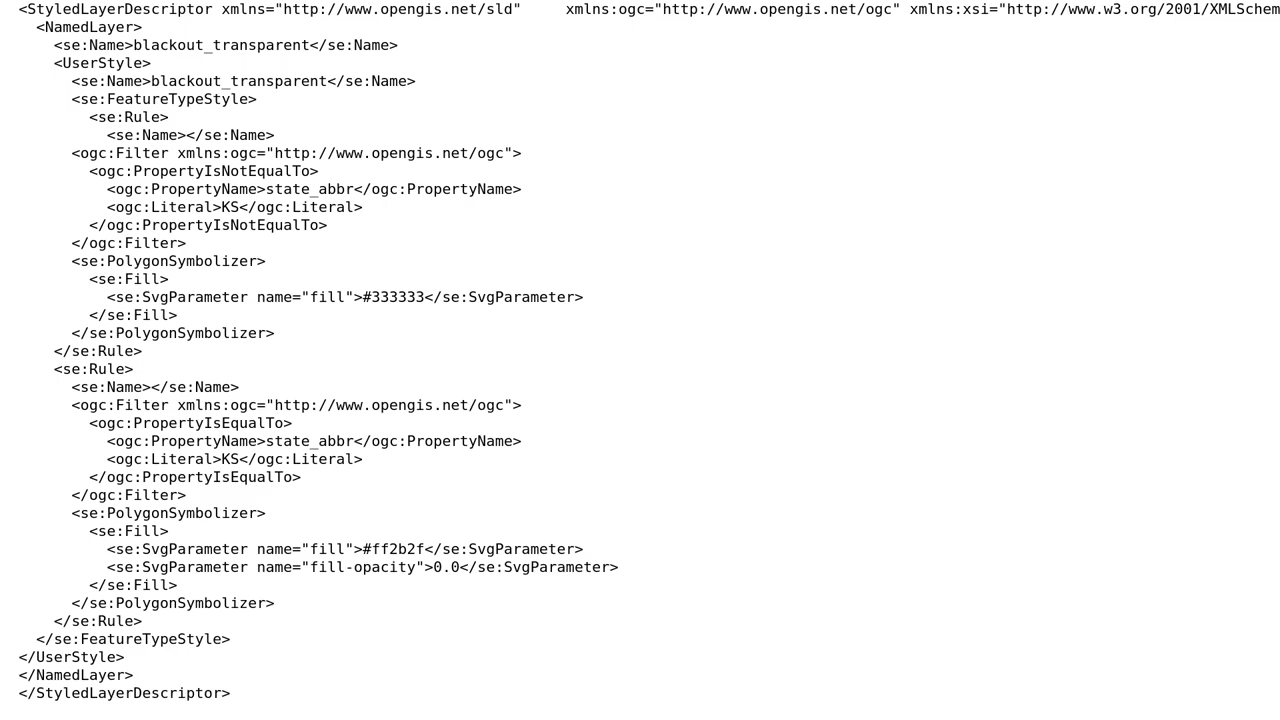 <StyledLayerDescriptor xmlns="http://www.opengis.net/sld"     xmlns:ogc="http://www.opengis.net/ogc" xmlns:xsi="http://www.w3.org/2001/XMLSchem
  <NamedLayer>
    <se:Name>blackout_transparent</se:Name>
    <UserStyle>
      <se:Name>blackout_transparent</se:Name>
      <se:FeatureTypeStyle>
        <se:Rule>
          <se:Name></se:Name>
      <ogc:Filter xmlns:ogc="http://www.opengis.net/ogc">
        <ogc:PropertyIsNotEqualTo>
          <ogc:PropertyName>state_abbr</ogc:PropertyName>
          <ogc:Literal>KS</ogc:Literal>
        </ogc:PropertyIsNotEqualTo>
      </ogc:Filter>
      <se:PolygonSymbolizer>
        <se:Fill>
          <se:SvgParameter name="fill">#333333</se:SvgParameter>
        </se:Fill>
      </se:PolygonSymbolizer>
    </se:Rule>
    <se:Rule>
      <se:Name></se:Name>
      <ogc:Filter xmlns:ogc="http://www.opengis.net/ogc">
        <ogc:PropertyIsEqualTo>
          <ogc:PropertyName>state_abbr</ogc:PropertyName>
          <ogc:Literal>KS</ogc:Literal>
        </ogc:PropertyIsEqualTo>
      </ogc:Filter>
      <se:PolygonSymbolizer>
        <se:Fill>
          <se:SvgParameter name="fill">#ff2b2f</se:SvgParameter>
          <se:SvgParameter name="fill-opacity">0.0</se:SvgParameter>
        </se:Fill>
      </se:PolygonSymbolizer>
    </se:Rule>
  </se:FeatureTypeStyle>
</UserStyle>
</NamedLayer>
</StyledLayerDescriptor>